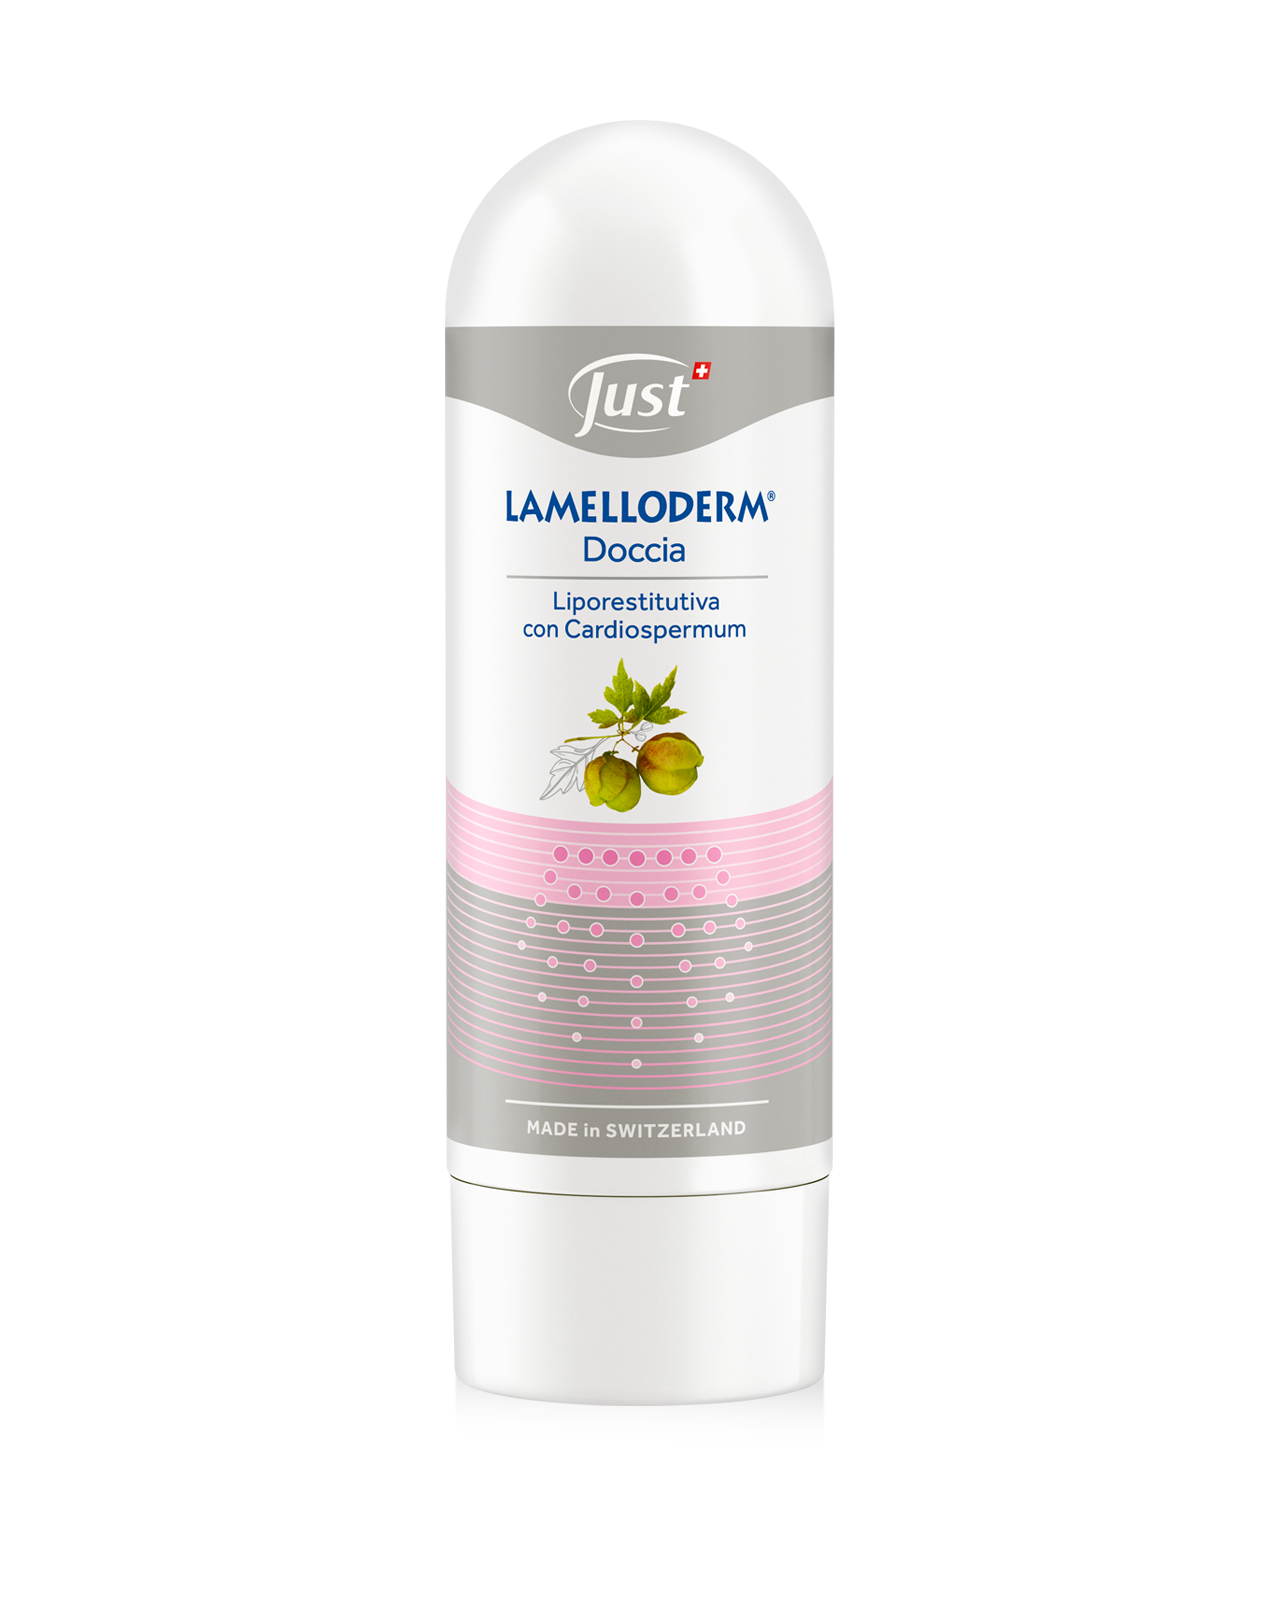 Just
LAMELLODERM®
Doccia
Liporestitutiva
con Cardiospermum
MADE in SWITZERLAND